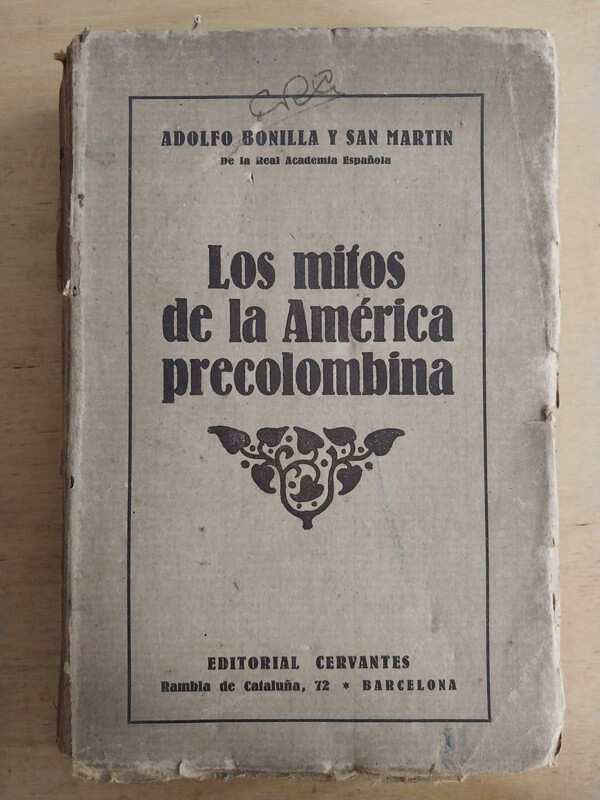 ADOLFO BONILLA Y SAN MARTIN
De la Real Academia Española
Los mitos
de la América
precolombina
EDITORIAL CERVANTES
Rambla de Cataluña, 72 * BARCELONA